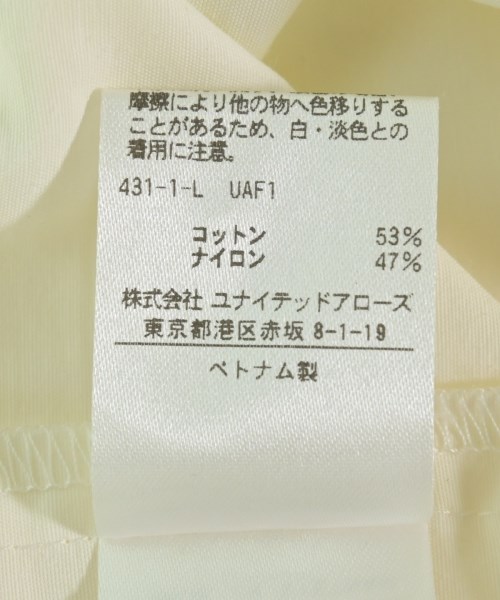 摩擦により他の物へ色移りする
ことがあるため、白・淡色との
着用に注意。
431-1-L UAF1
コットン 53%
ナイロン 47%
株式会社 ユナイテッドアローズ
東京都港区赤坂 8-1-19
ベトナム製